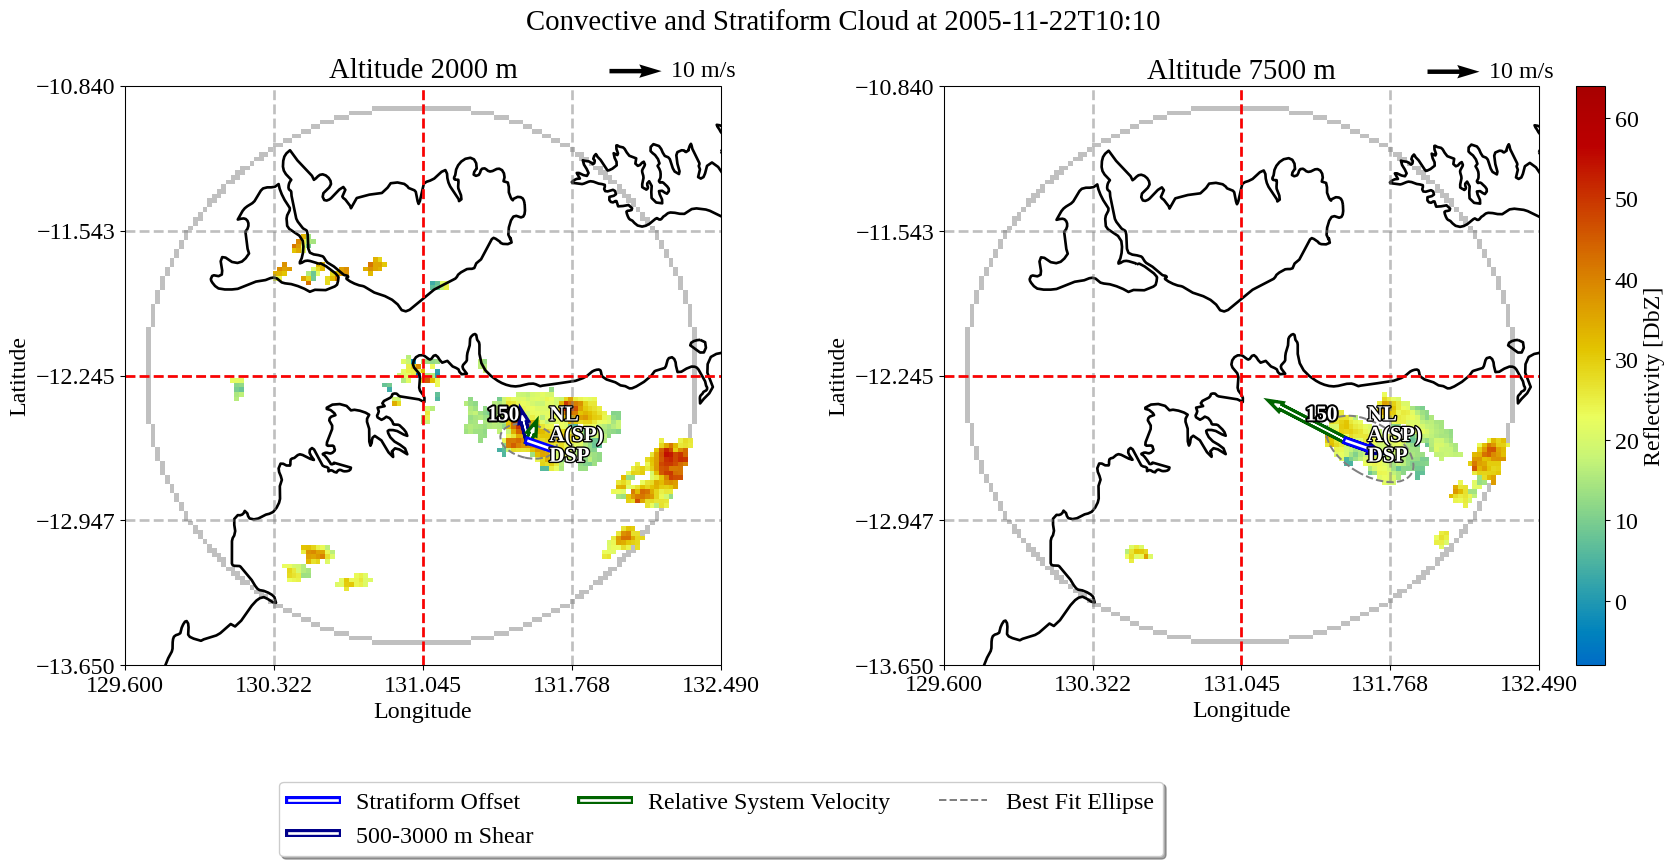 Convective and Stratiform Cloud at 2005-11-22T10:10
Altitude 2000 m
10 m/s
−10.840
−11.543
−12.245
−12.947
−13.650
Latitude
150
NL
A(SP)
DSP
129.600
130.322
131.045
131.768
132.490
Longitude
Altitude 7500 m
10 m/s
−10.840
−11.543
−12.245
−12.947
−13.650
Latitude
150
NL
A(SP)
DSP
129.600
130.322
131.045
131.768
132.490
Longitude
60
50
40
30
20
10
0
Reflectivity [DbZ]
Stratiform Offset
Relative System Velocity
Best Fit Ellipse
500-3000 m Shear